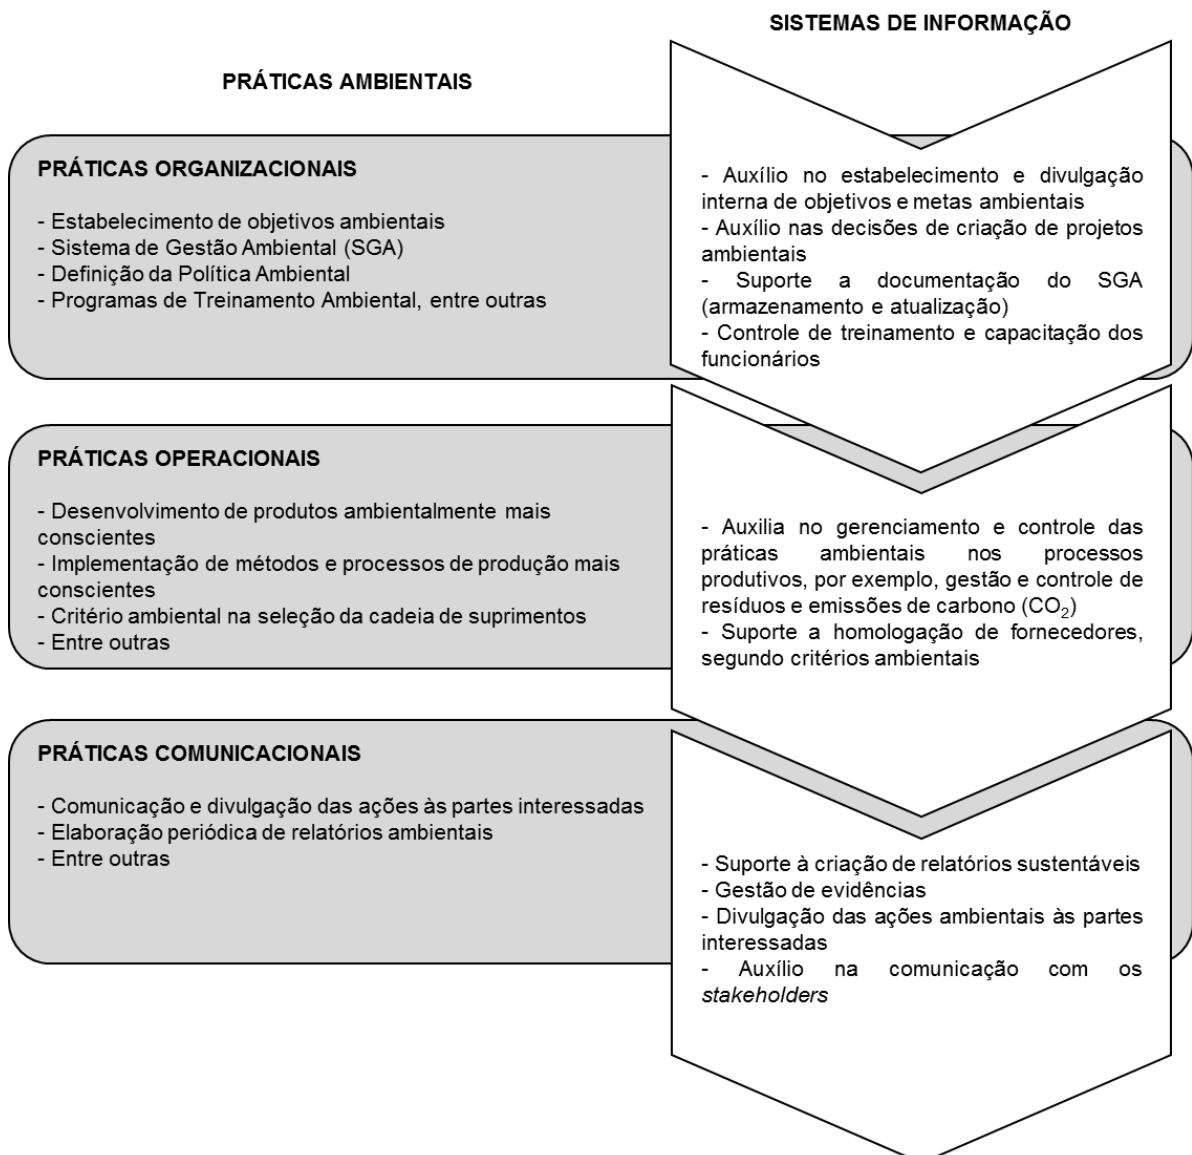 SISTEMAS DE INFORMAÇÃO
PRÁTICAS AMBIENTAIS
PRÁTICAS ORGANIZACIONAIS
- Estabelecimento de objetivos ambientais
- Sistema de Gestão Ambiental (SGA)
- Definição da Política Ambiental
- Programas de Treinamento Ambiental, entre outras
- Auxílio no estabelecimento e divulgação
interna de objetivos e metas ambientais
- Auxílio nas decisões de criação de projetos
ambientais
- Suporte a documentação do SGA
(armazenamento e atualização)
- Controle de treinamento e capacitação dos
funcionários
PRÁTICAS OPERACIONAIS
- Desenvolvimento de produtos ambientalmente mais
conscientes
- Implementação de métodos e processos de produção mais
conscientes
- Critério ambiental na seleção da cadeia de suprimentos
- Entre outras
- Auxilia no gerenciamento e controle das
práticas ambientais nos processos
produtivos, por exemplo, gestão e controle de
resíduos e emissões de carbono (CO₂)
- Suporte a homologação de fornecedores,
segundo critérios ambientais
PRÁTICAS COMUNICACIONAIS
- Comunicação e divulgação das ações às partes interessadas
- Elaboração periódica de relatórios ambientais
- Entre outras
- Suporte à criação de relatórios sustentáveis
- Gestão de evidências
- Divulgação das ações ambientais às partes
interessadas
- Auxílio na comunicação com os
stakeholders